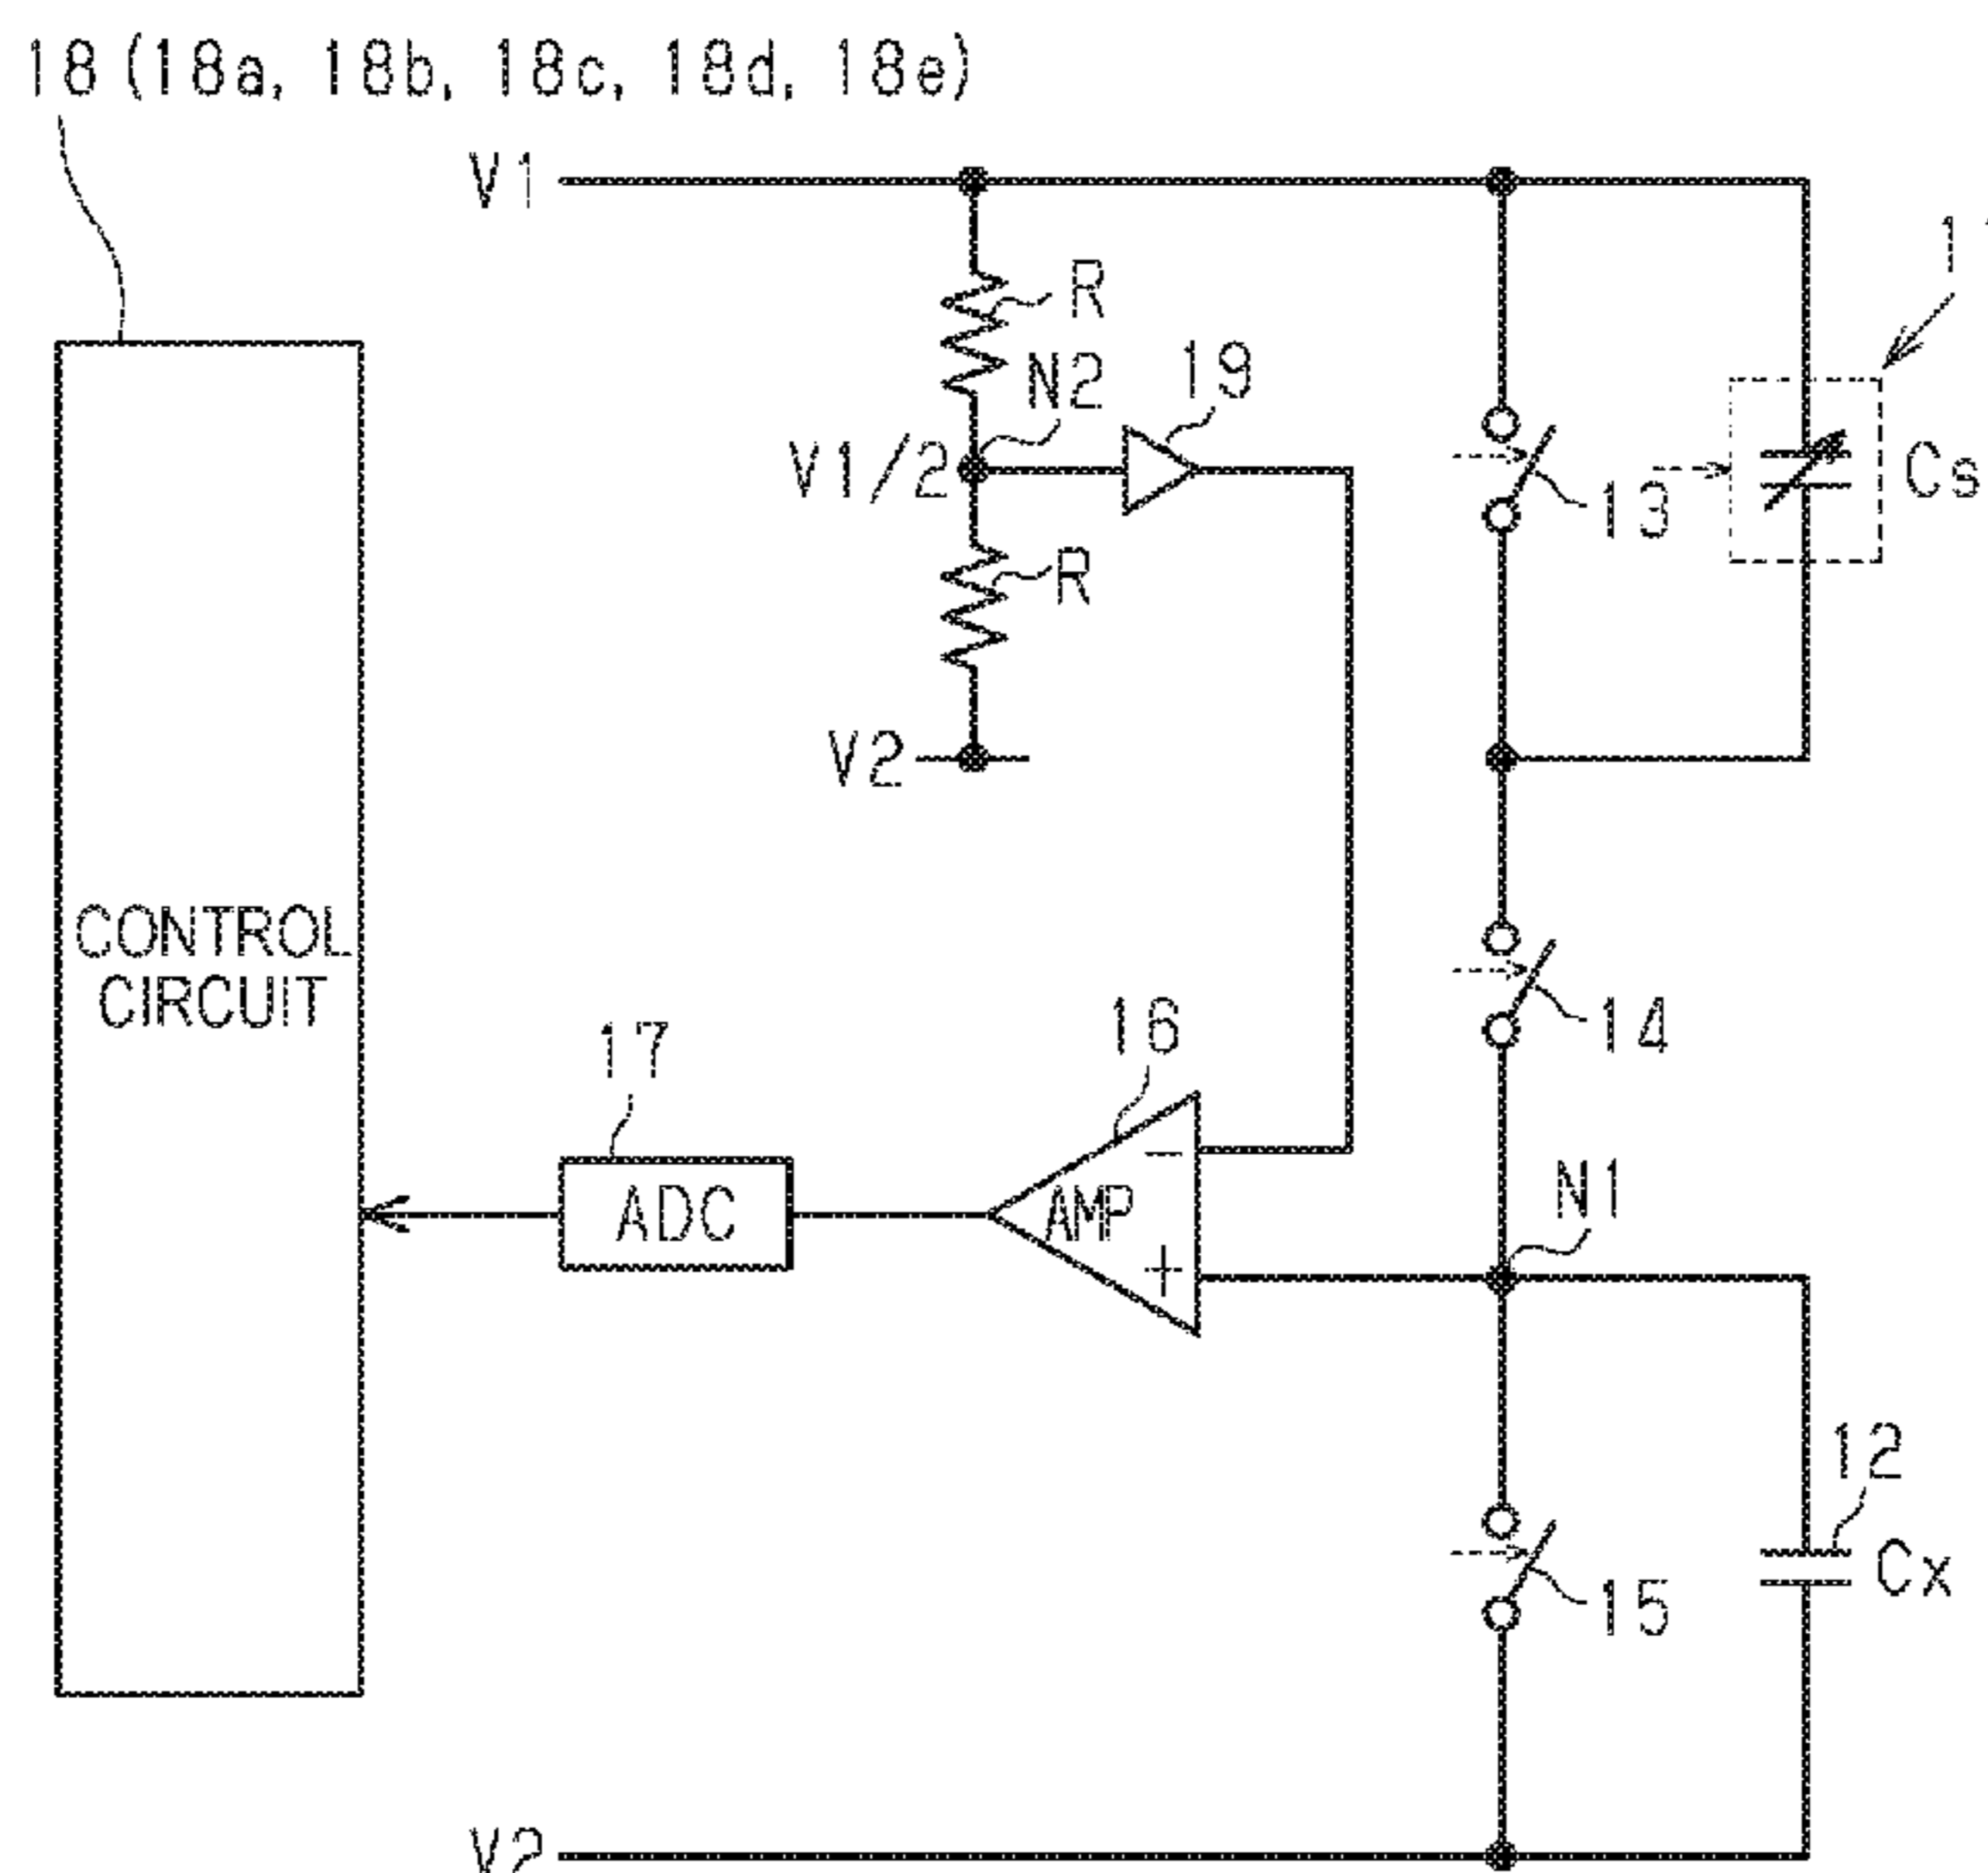 18 (18a, 18b, 18c, 18d, 18e)
V1
R
N2
19
V1/2
13
Cs
R
V2
CONTROL
CIRCUIT
14
16
17
ADC
AMP
−
+
N1
12
Cx
15
V2